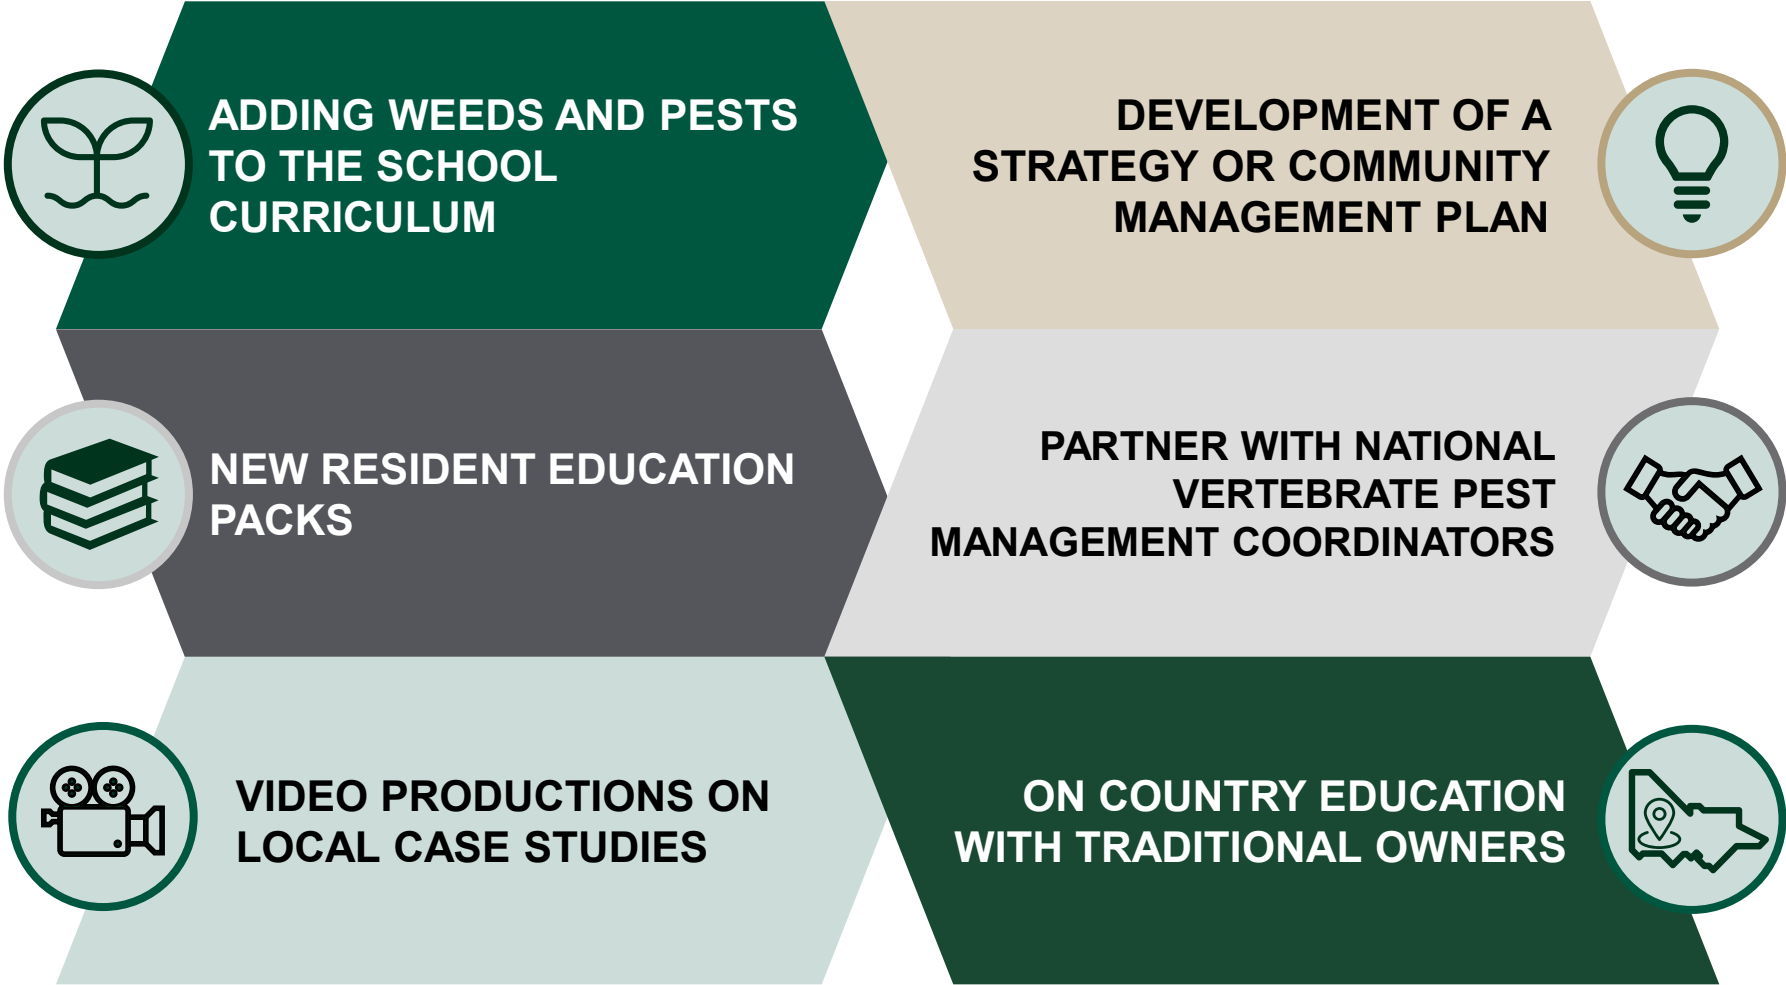 ADDING WEEDS AND PESTS
TO THE SCHOOL
CURRICULUM
DEVELOPMENT OF A
STRATEGY OR COMMUNITY
MANAGEMENT PLAN
NEW RESIDENT EDUCATION
PACKS
PARTNER WITH NATIONAL
VERTEBRATE PEST
MANAGEMENT COORDINATORS
VIDEO PRODUCTIONS ON
LOCAL CASE STUDIES
ON COUNTRY EDUCATION
WITH TRADITIONAL OWNERS